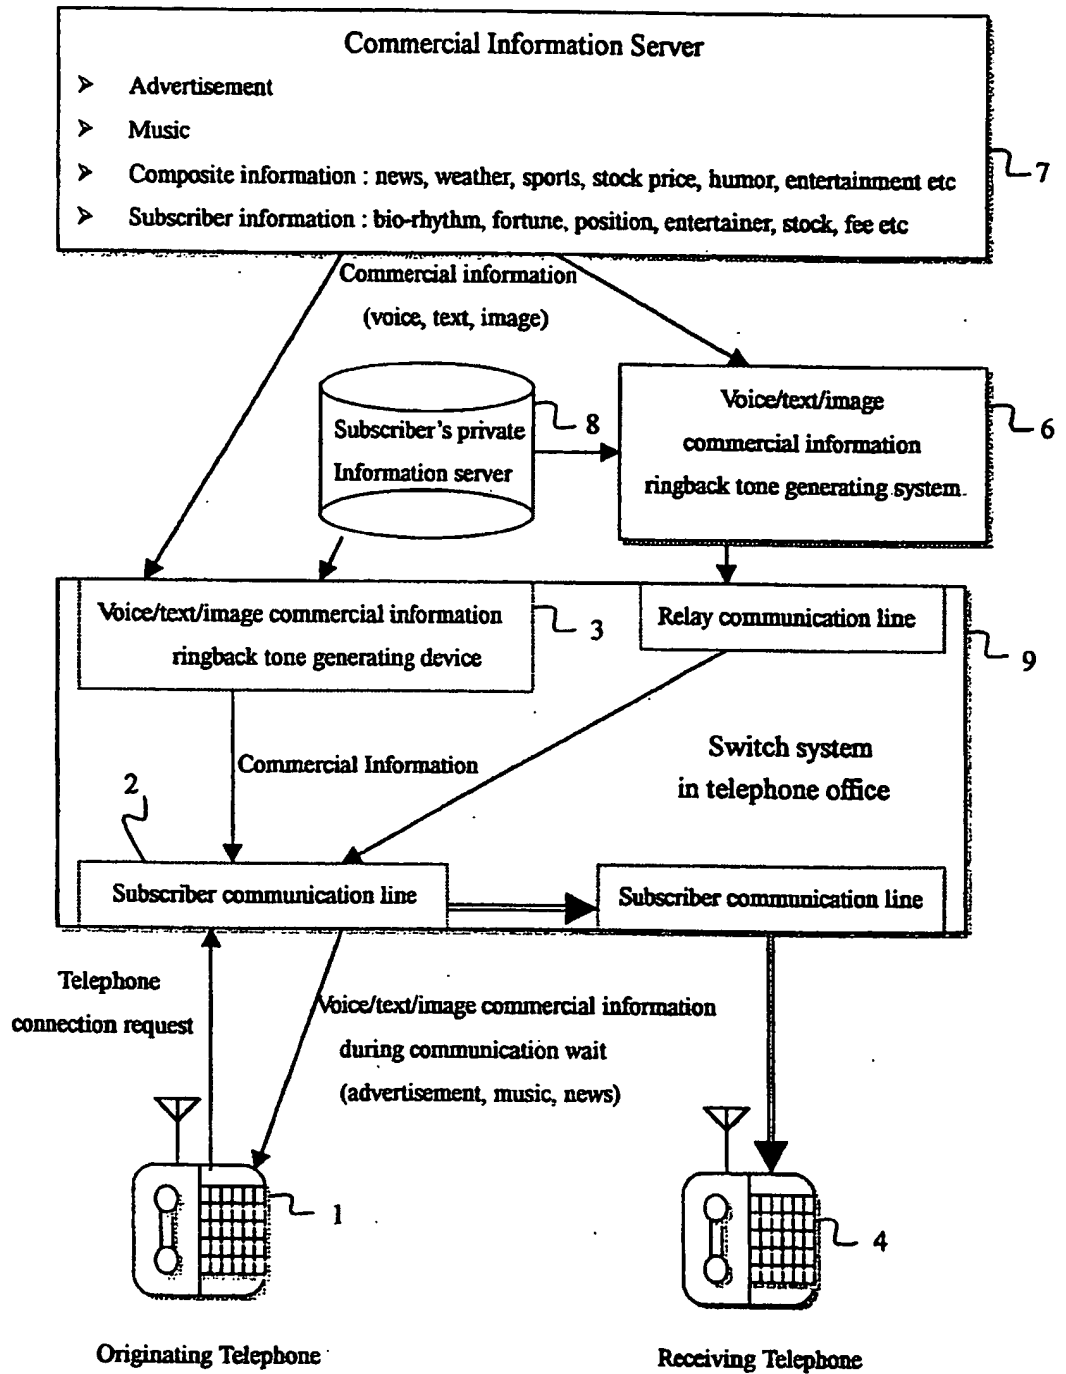 Commercial Information Server
➢ Advertisement
➢ Music
➢ Composite information : news, weather, sports, stock price, humor, entertainment etc
➢ Subscriber information : bio-rhythm, fortune, position, entertainer, stock, fee etc
7
Commercial information
(voice, text, image)
Subscriber's private
Information server
8
Voice/text/image
commercial information
ringback tone generating system
6
Voice/text/image commercial information
ringback tone generating device
3
Relay communication line
9
Switch system
in telephone office
Commercial Information
2
Subscriber communication line
Subscriber communication line
Telephone
connection request
Voice/text/image commercial information
during communication wait
(advertisement, music, news)
1
4
Originating Telephone
Receiving Telephone